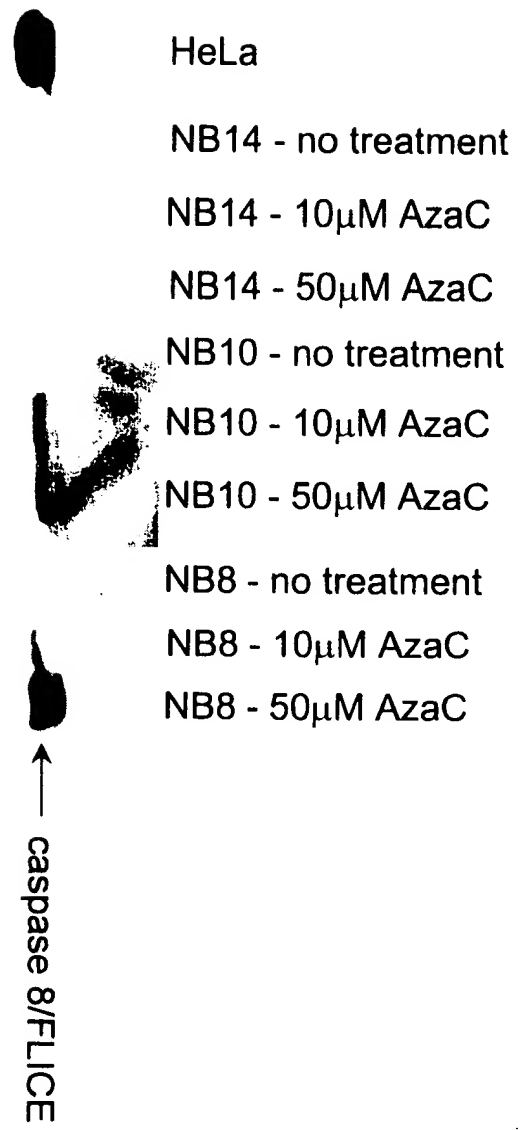 HeLa
NB14 - no treatment
NB14 - 10μM AzaC
NB14 - 50μM AzaC
NB10 - no treatment
NB10 - 10μM AzaC
NB10 - 50μM AzaC
NB8 - no treatment
NB8 - 10μM AzaC
NB8 - 50μM AzaC
caspase 8/FLICE